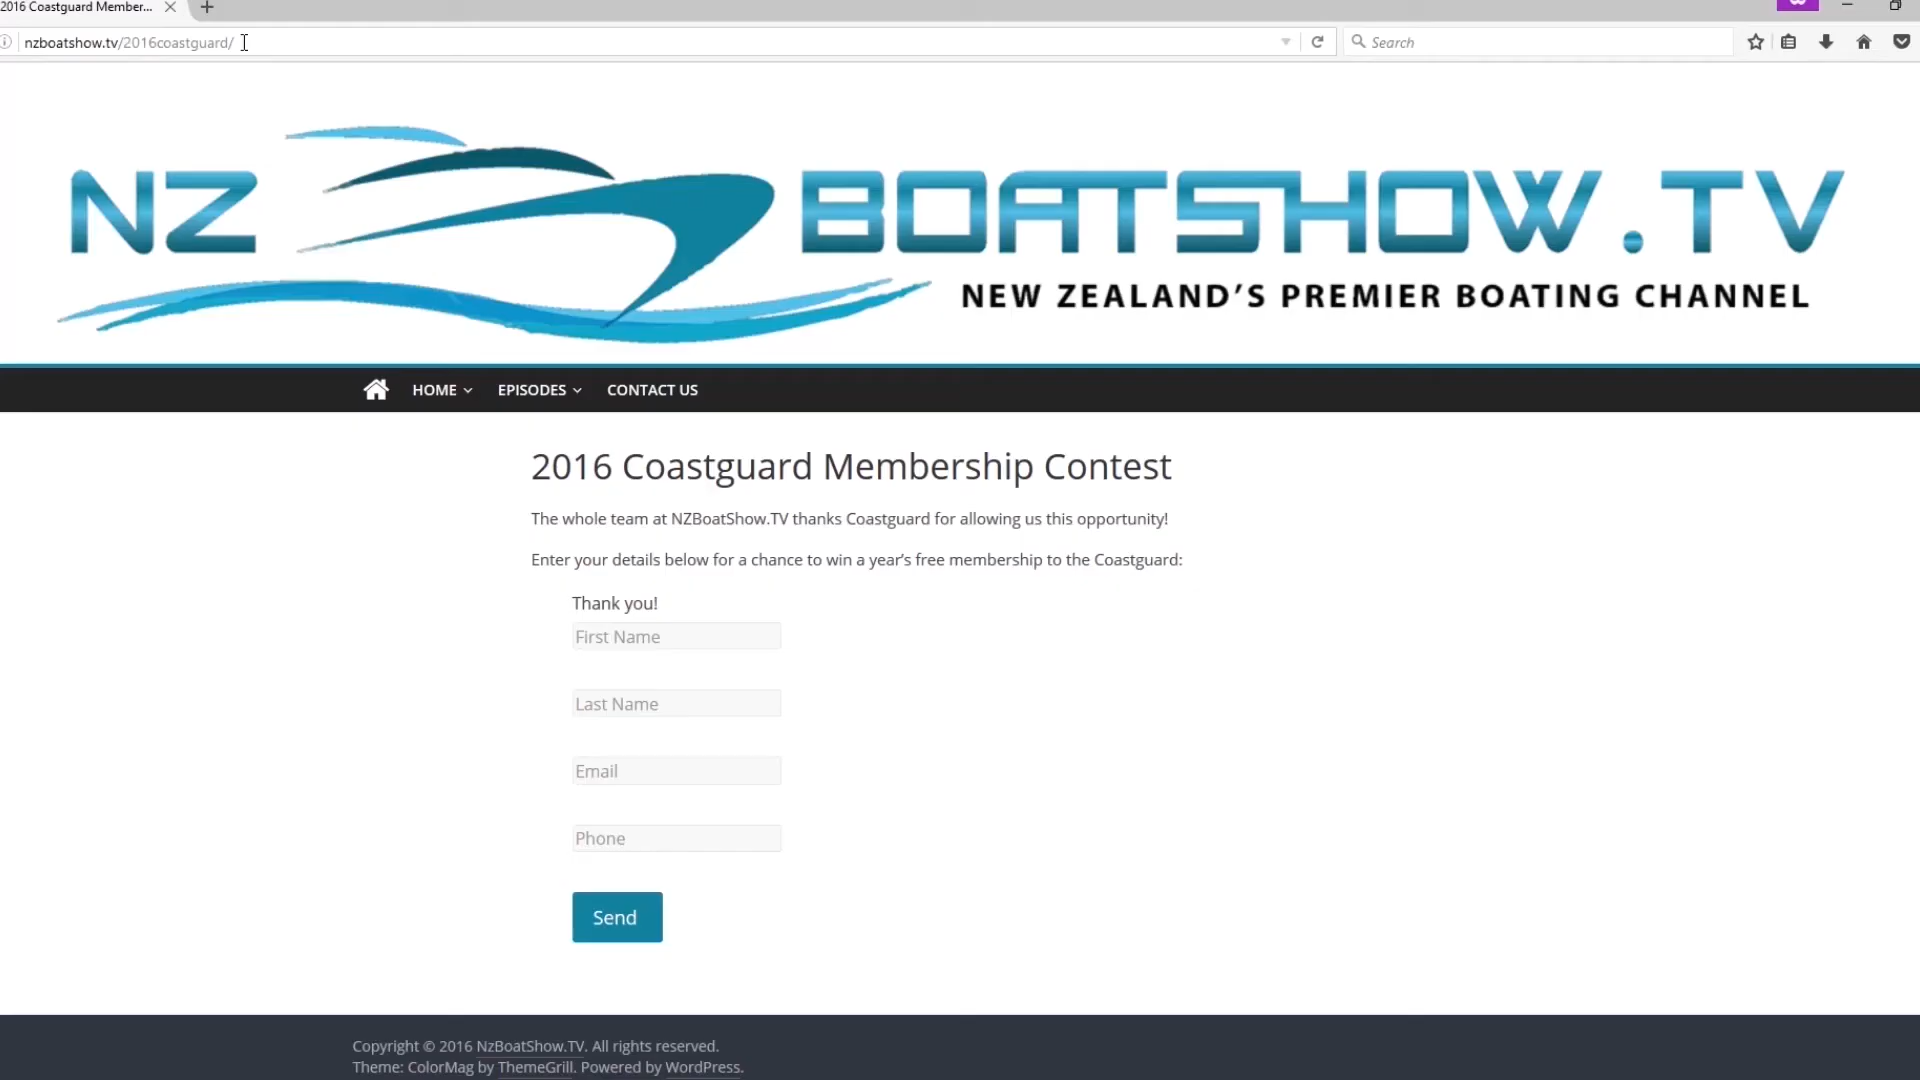 2016 Coastguard Member...
nzboatshow.tv/2016coastguard/
Search
NZ BOATSHOW.TV
NEW ZEALAND'S PREMIER BOATING CHANNEL
HOME EPISODES CONTACT US
2016 Coastguard Membership Contest
The whole team at NZBoatShow.TV thanks Coastguard for allowing us this opportunity!
Enter your details below for a chance to win a year’s free membership to the Coastguard:
Thank you!
First Name
Last Name
Email
Phone
Send
Copyright © 2016 NzBoatShow.TV. All rights reserved.
Theme: ColorMag by ThemeGrill. Powered by WordPress.